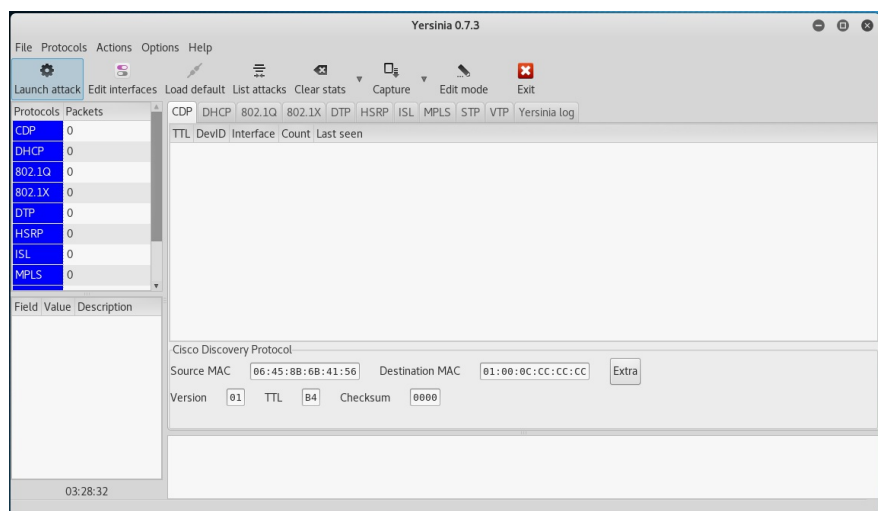 Yersinia 0.7.3
File Protocols Actions Options Help
Launch attack Edit interfaces Load default List attacks Clear stats Capture Edit mode Exit
Protocols Packets
CDP 0
DHCP 0
802.1Q 0
802.1X 0
DTP 0
HSRP 0
ISL 0
MPLS 0
CDP DHCP 802.1Q 802.1X DTP HSRP ISL MPLS STP VTP Yersinia log
TTL DevID Interface Count Last seen
Field Value Description
Cisco Discovery Protocol
Source MAC 06:45:8B:6B:41:56 Destination MAC 01:00:0C:CC:CC:CC Extra
Version 01 TTL B4 Checksum 0000
03:28:32